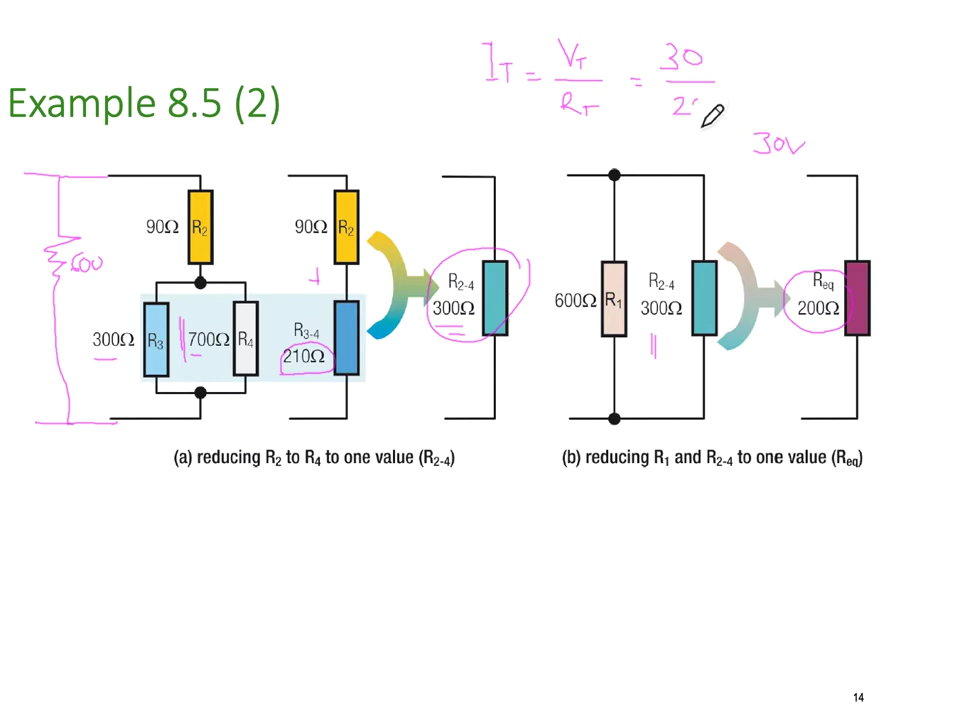 I_T = V_T / R_T = 30 / 2
Example 8.5 (2)
30V
90Ω R₂
90Ω R₂
600
R₂₋₄
300Ω
600Ω R₁
R₂₋₄
300Ω
R_eq
200Ω
300Ω R₃ 700Ω R₄
+
R₃₋₄
210Ω
(a) reducing R₂ to R₄ to one value (R₂₋₄)
(b) reducing R₁ and R₂₋₄ to one value (R_eq)
14